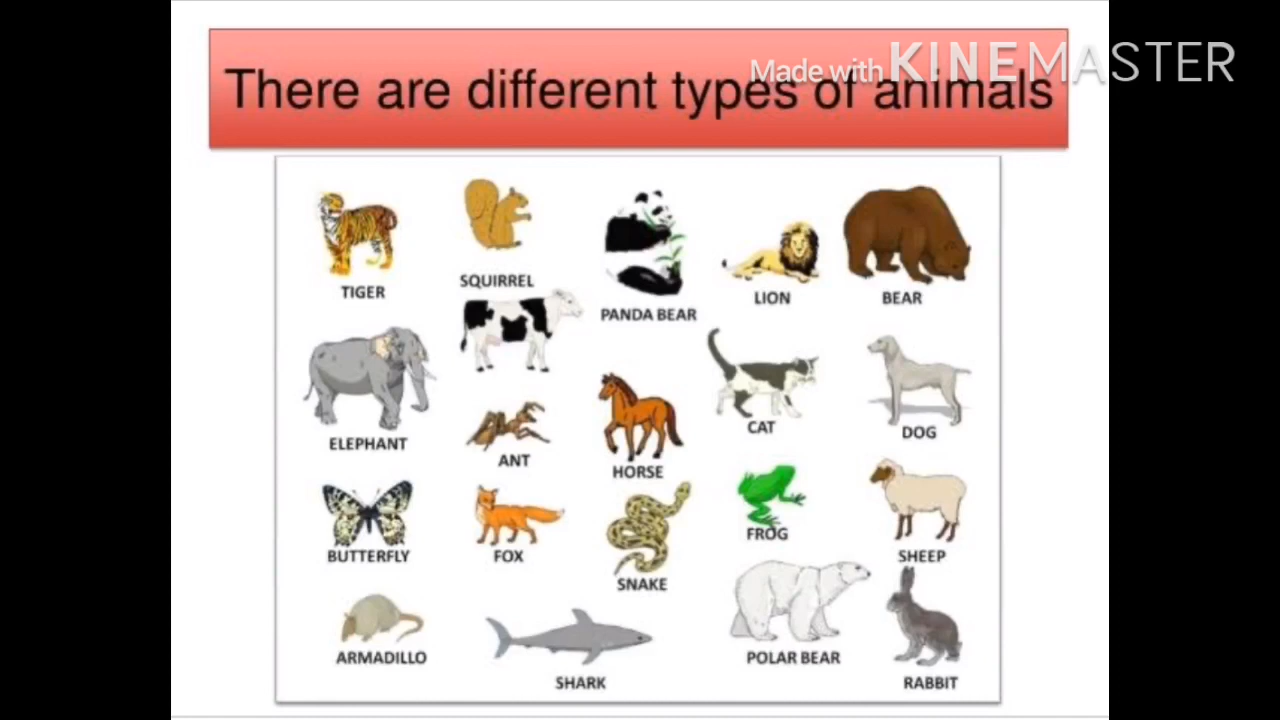 Made with KINEMASTER
There are different types of animals
TIGER
SQUIRREL
PANDA BEAR
LION
BEAR
ELEPHANT
ANT
HORSE
CAT
DOG
BUTTERFLY
FOX
SNAKE
FROG
SHEEP
ARMADILLO
SHARK
POLAR BEAR
RABBIT